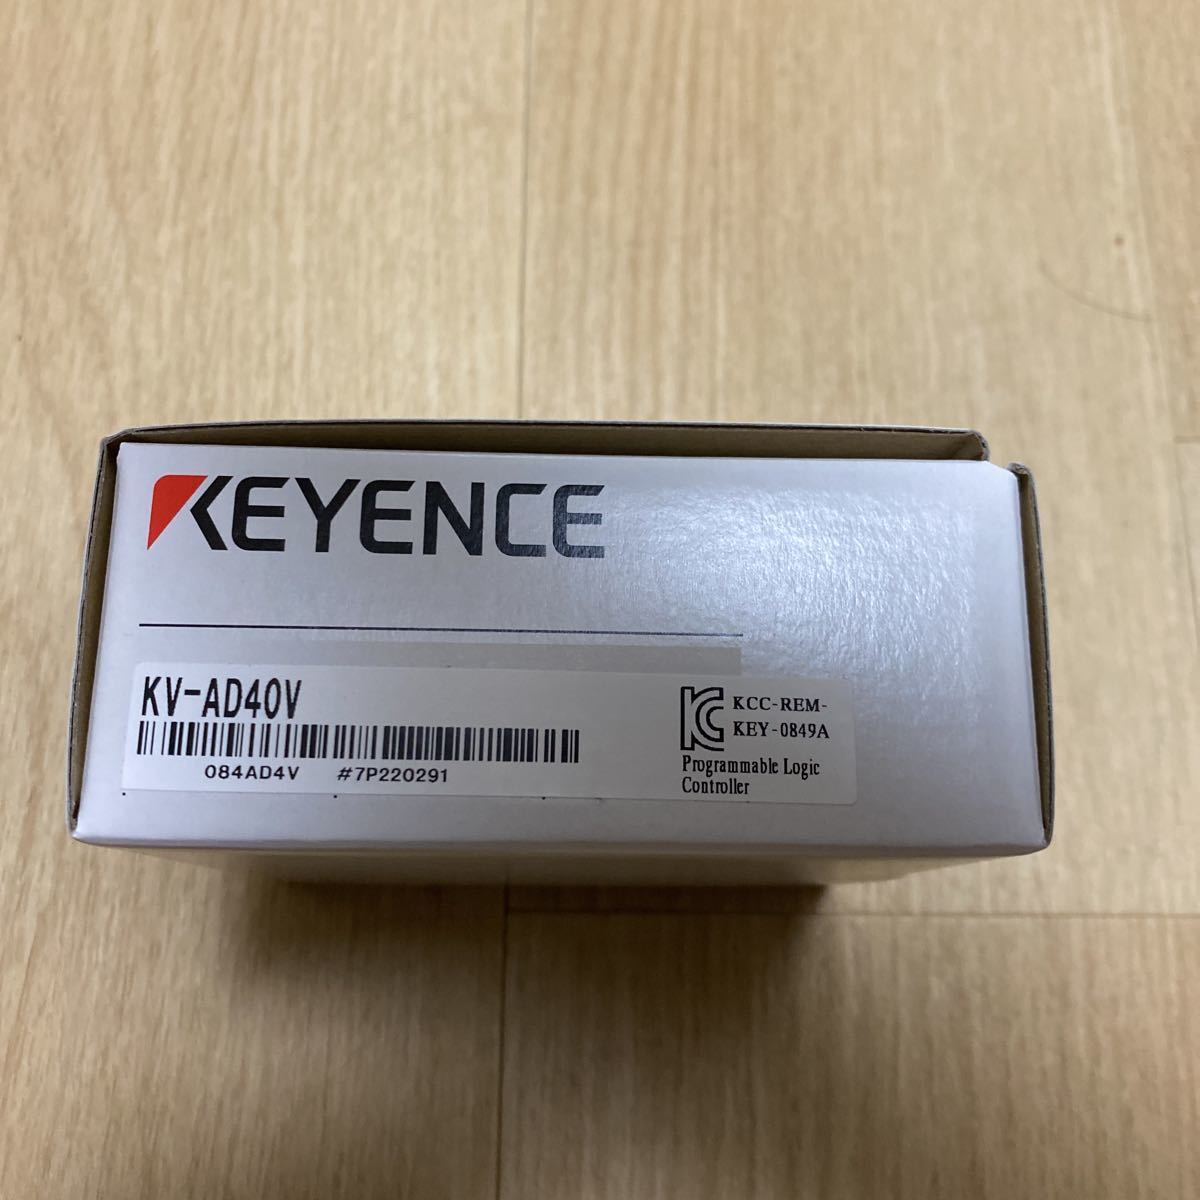 KEYENCE
KV-AD40V
084AD4V #7P220291
KCC-REM-
KEY-0849A
Programmable Logic
Controller